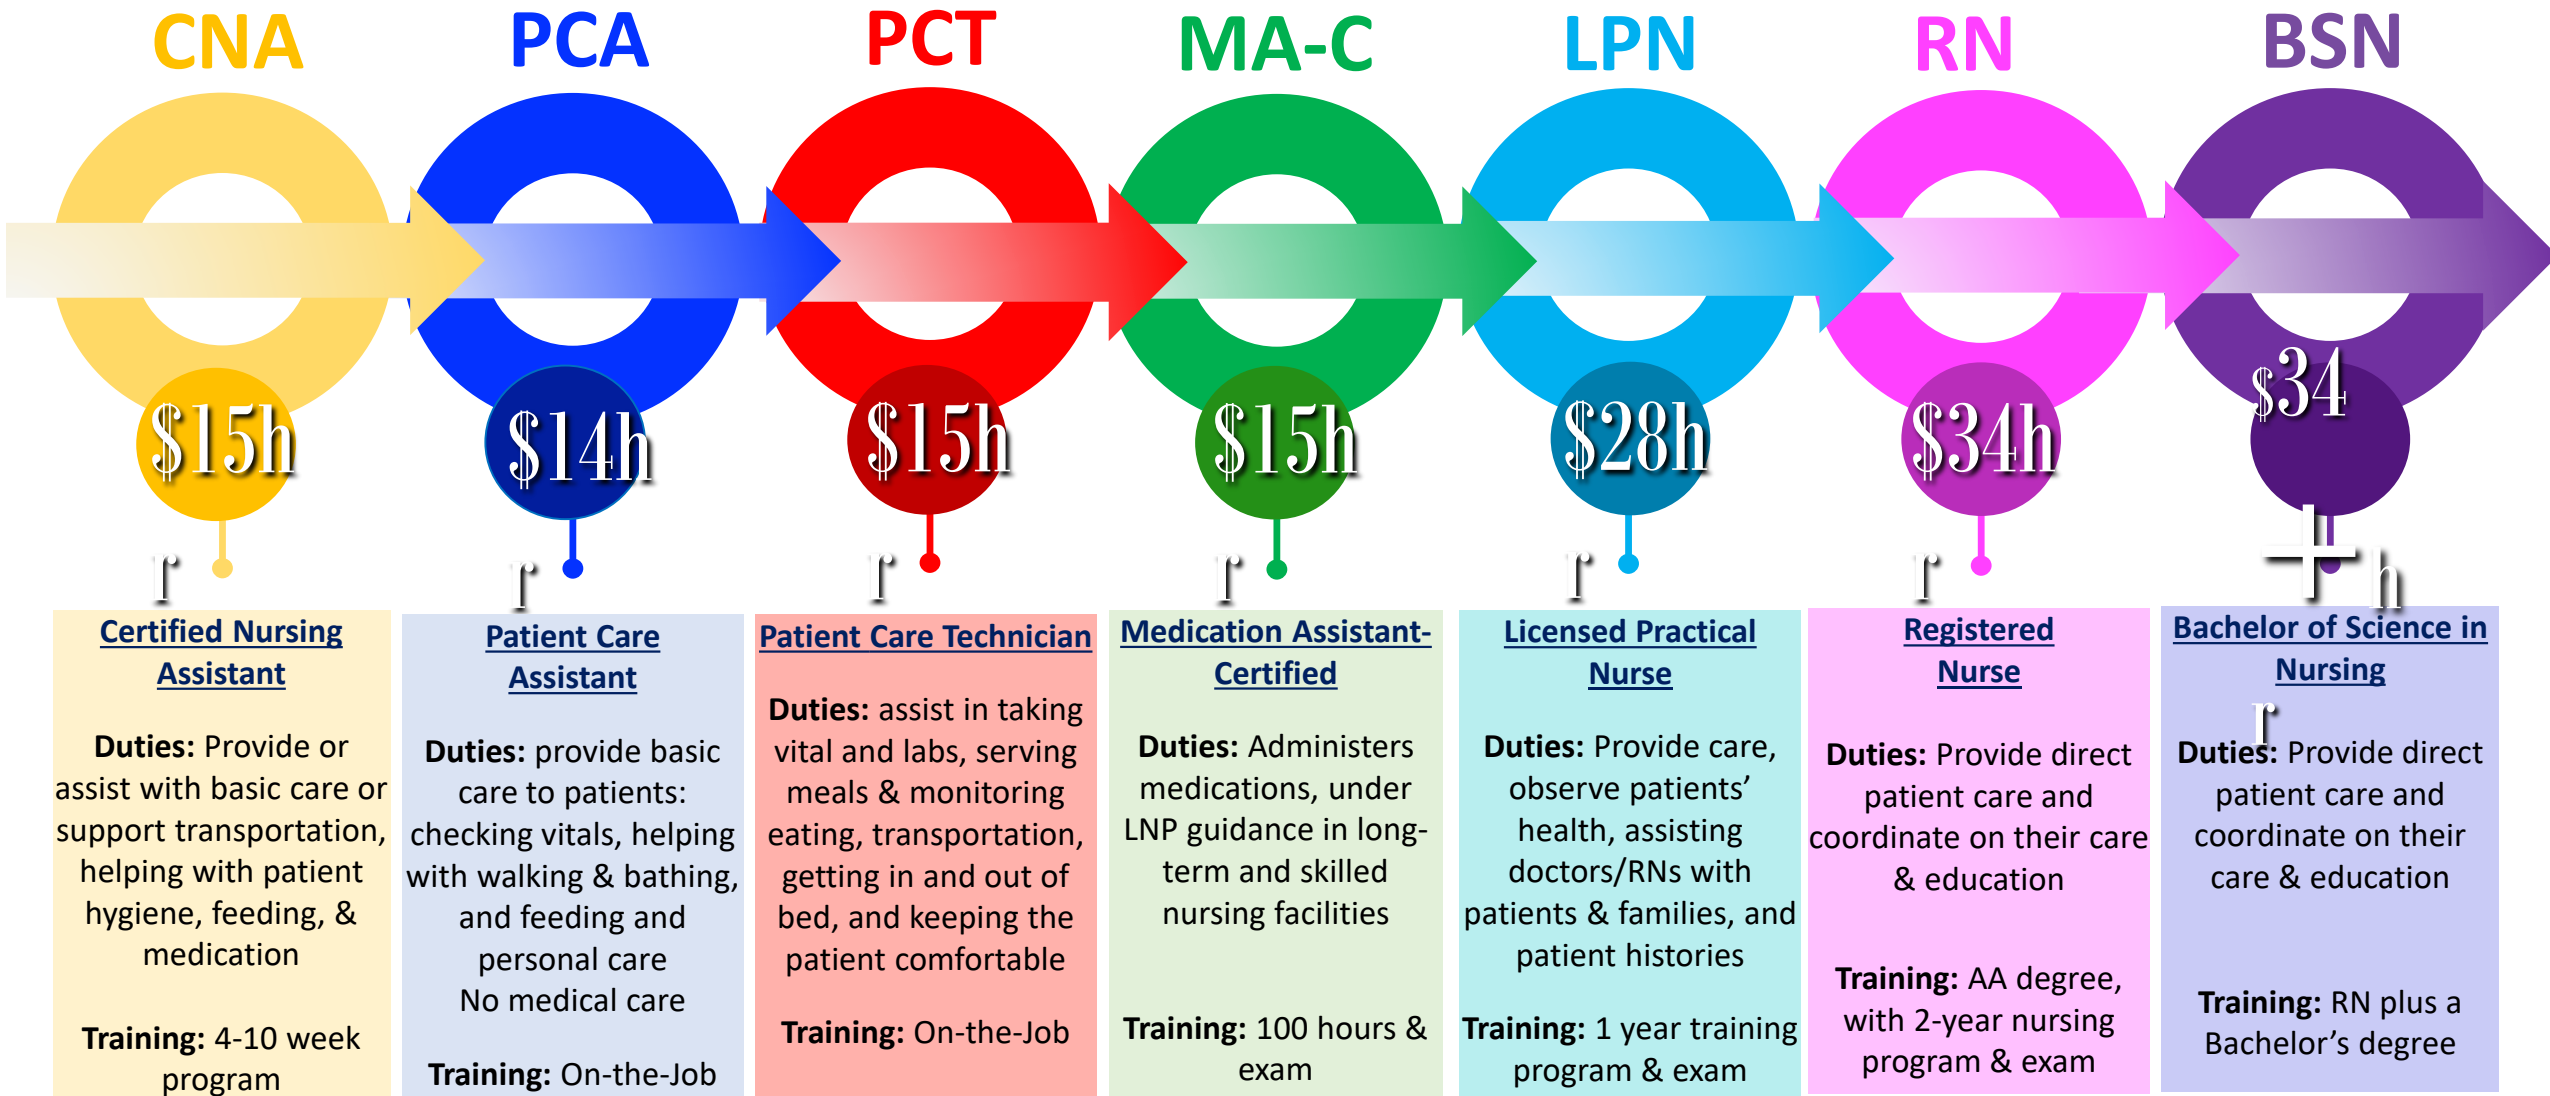 CNA
PCA
PCT
MA-C
LPN
RN
BSN
$15h
r
$14h
r
$15h
r
$15h
r
$28h
r
$34h
r
$34
+h
r
Certified Nursing
Assistant
Duties: Provide or
assist with basic care or
support transportation,
helping with patient
hygiene, feeding, &
medication
Training: 4-10 week
program
Patient Care
Assistant
Duties: provide basic
care to patients:
checking vitals, helping
with walking & bathing,
and feeding and
personal care
No medical care
Training: On-the-Job
Patient Care Technician
Duties: assist in taking
vital and labs, serving
meals & monitoring
eating, transportation,
getting in and out of
bed, and keeping the
patient comfortable
Training: On-the-Job
Medication Assistant-
Certified
Duties: Administers
medications, under
LNP guidance in long-
term and skilled
nursing facilities
Training: 100 hours &
exam
Licensed Practical
Nurse
Duties: Provide care,
observe patients’
health, assisting
doctors/RNs with
patients & families, and
patient histories
Training: 1 year training
program & exam
Registered
Nurse
Duties: Provide direct
patient care and
coordinate on their care
& education
Training: AA degree,
with 2-year nursing
program & exam
Bachelor of Science in
Nursing
Duties: Provide direct
patient care and
coordinate on their
care & education
Training: RN plus a
Bachelor’s degree